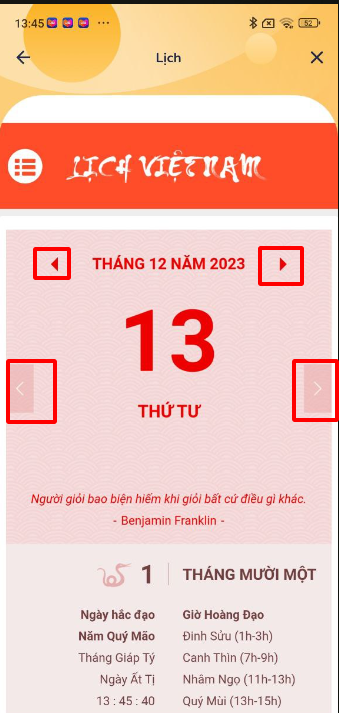 13:45
52
Lịch
LỊCH VIỆT NAM
THÁNG 12 NĂM 2023
13
THỨ TƯ
Người giỏi bao biện hiếm khi giỏi bất cứ điều gì khác.
- Benjamin Franklin -
1 THÁNG MƯỜI MỘT
Ngày hắc đạo Giờ Hoàng Đạo
Năm Quý Mão Đinh Sửu (1h-3h)
Tháng Giáp Tý Canh Thìn (7h-9h)
Ngày Ất Tị Nhâm Ngọ (11h-13h)
13 : 45 : 40 Quý Mùi (13h-15h)